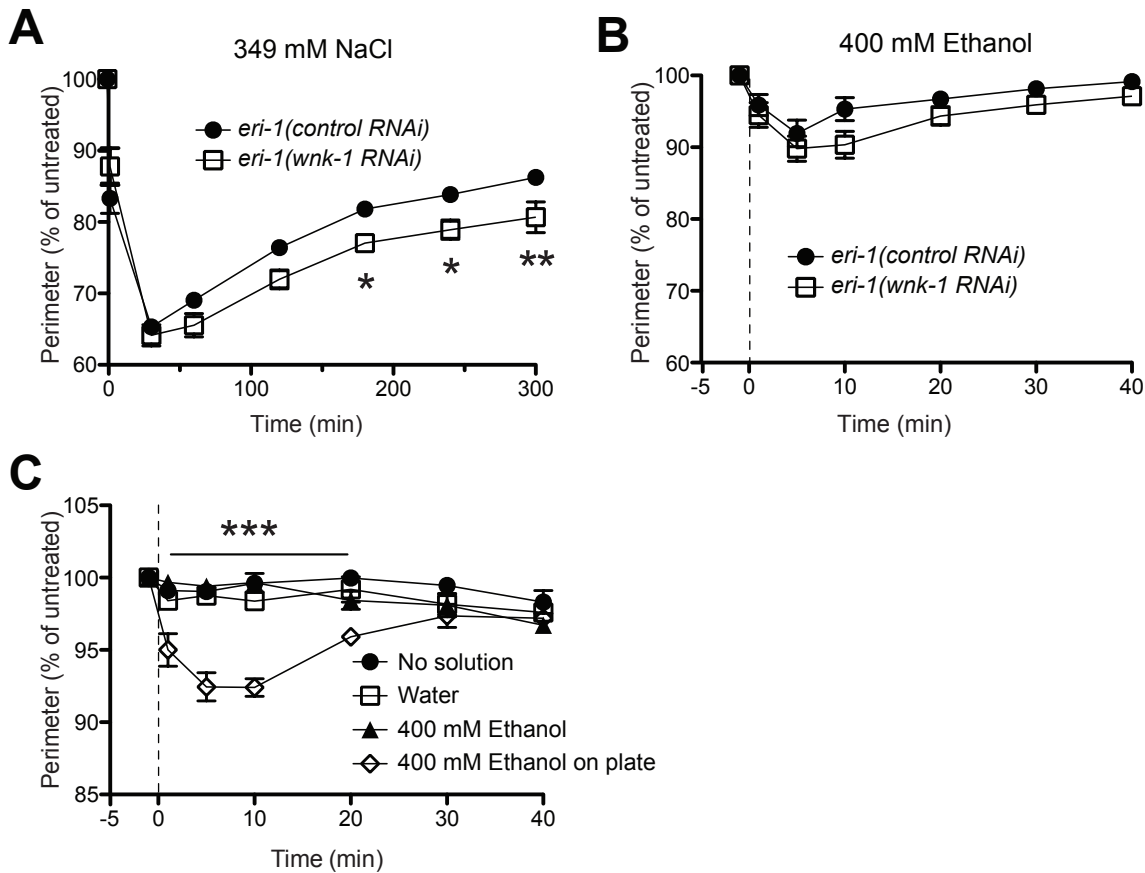 A
349 mM NaCl
Perimeter (% of untreated)
100
90
80
70
60
eri-1(control RNAi)
eri-1(wnk-1 RNAi)
*
*
**
0
100
200
300
Time (min)
B
400 mM Ethanol
Perimeter (% of untreated)
100
90
80
70
60
eri-1(control RNAi)
eri-1(wnk-1 RNAi)
-5
0
10
20
30
40
Time (min)
C
Perimeter (% of untreated)
105
100
95
90
85
***
No solution
Water
400 mM Ethanol
400 mM Ethanol on plate
-5
0
10
20
30
40
Time (min)